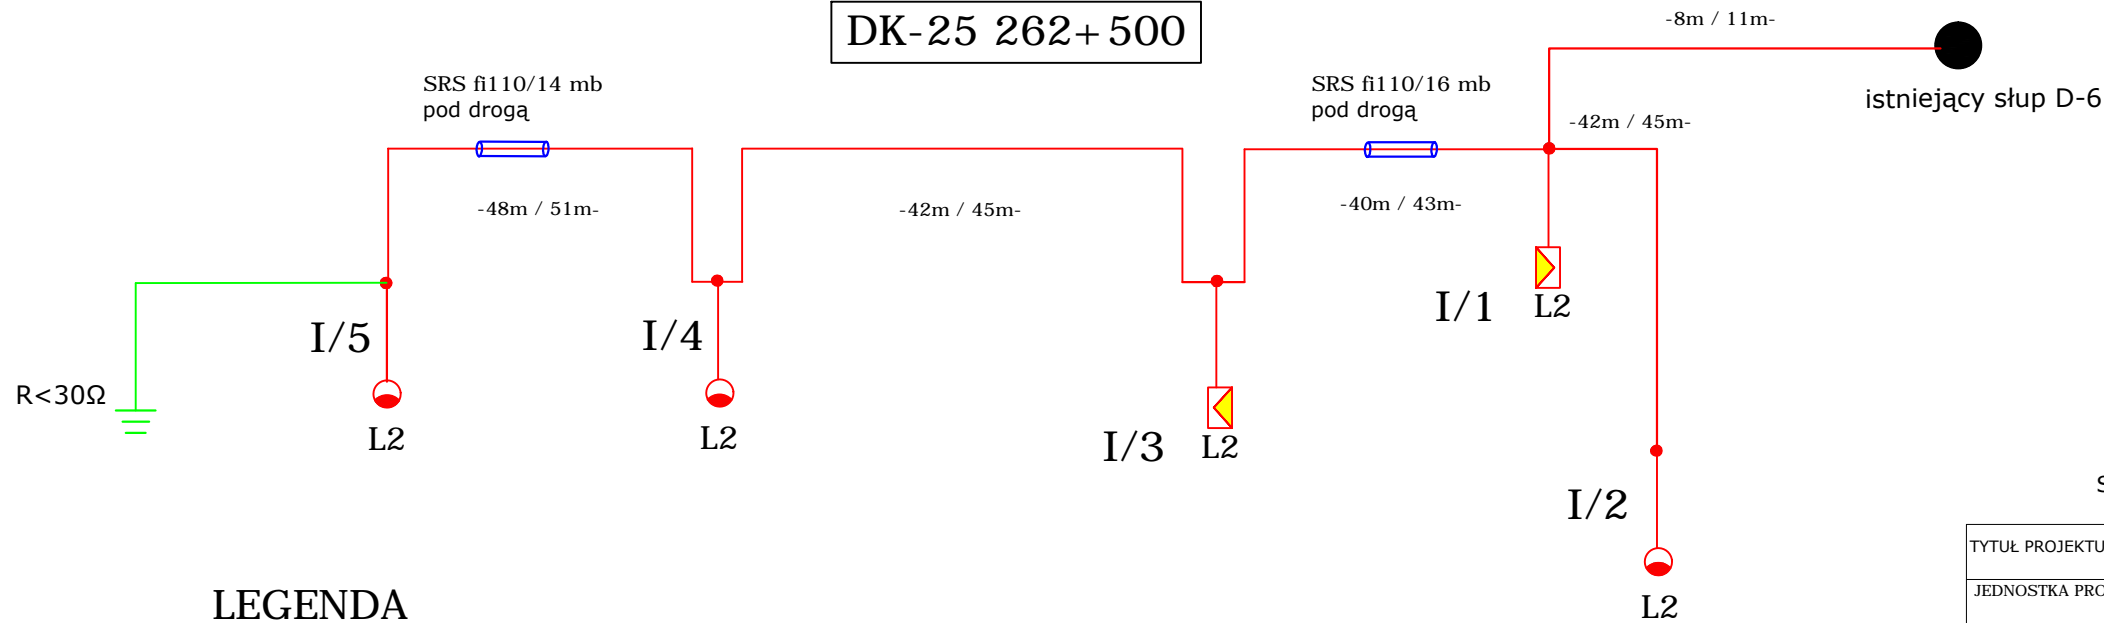 DK-25 262+500
-8m / 11m-
istniejący słup D-6
SRS fi110/14 mb
pod drogą
SRS fi110/16 mb
pod drogą
-42m / 45m-
-48m / 51m-
-42m / 45m-
-40m / 43m-
I/1
L2
I/5
I/4
R<30Ω
L2
L2
I/3
L2
I/2
L2
S
TYTUŁ PROJEKTU
JEDNOSTKA PRO
LEGENDA